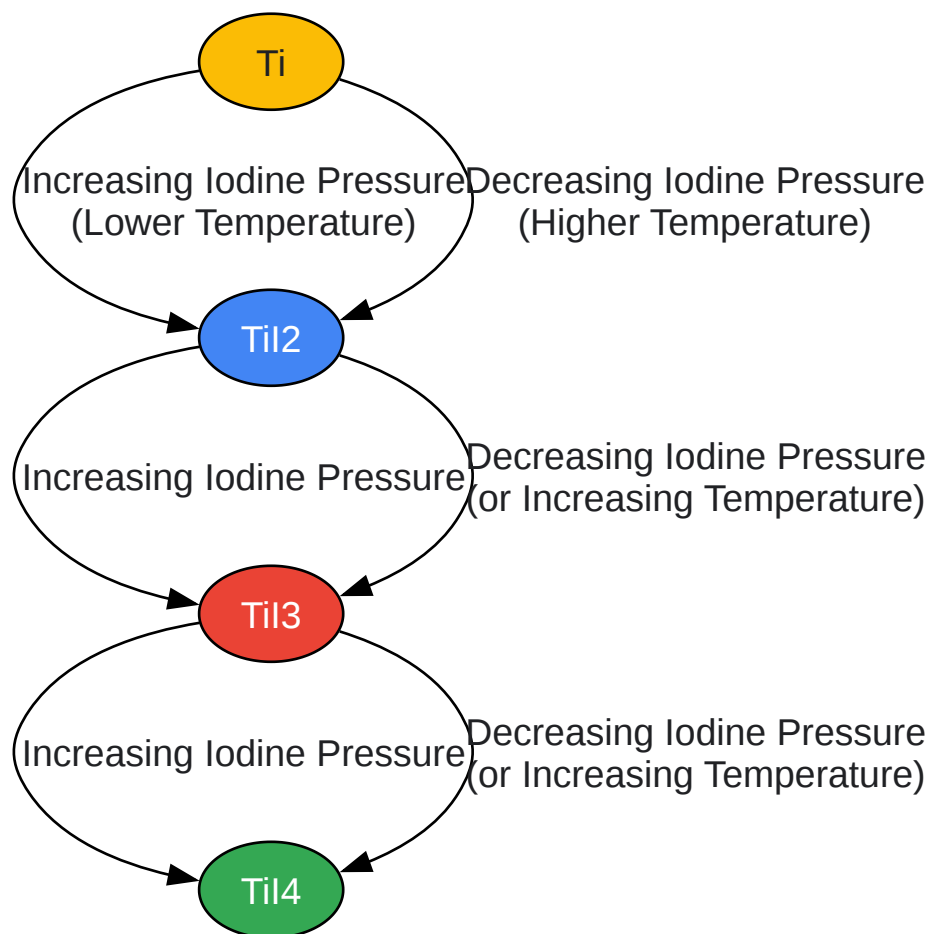 Ti
Increasing Iodine Pressure
(Lower Temperature)
Decreasing Iodine Pressure
(Higher Temperature)
TiI2
Increasing Iodine Pressure
Decreasing Iodine Pressure
(or Increasing Temperature)
TiI3
Increasing Iodine Pressure
Decreasing Iodine Pressure
(or Increasing Temperature)
TiI4